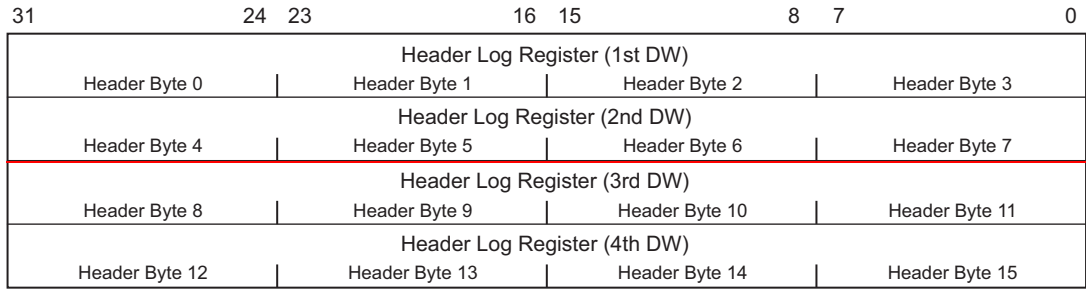 31 24 23 16 15 8 7 0
Header Log Register (1st DW)
Header Byte 0 Header Byte 1 Header Byte 2 Header Byte 3
Header Log Register (2nd DW)
Header Byte 4 Header Byte 5 Header Byte 6 Header Byte 7
Header Log Register (3rd DW)
Header Byte 8 Header Byte 9 Header Byte 10 Header Byte 11
Header Log Register (4th DW)
Header Byte 12 Header Byte 13 Header Byte 14 Header Byte 15